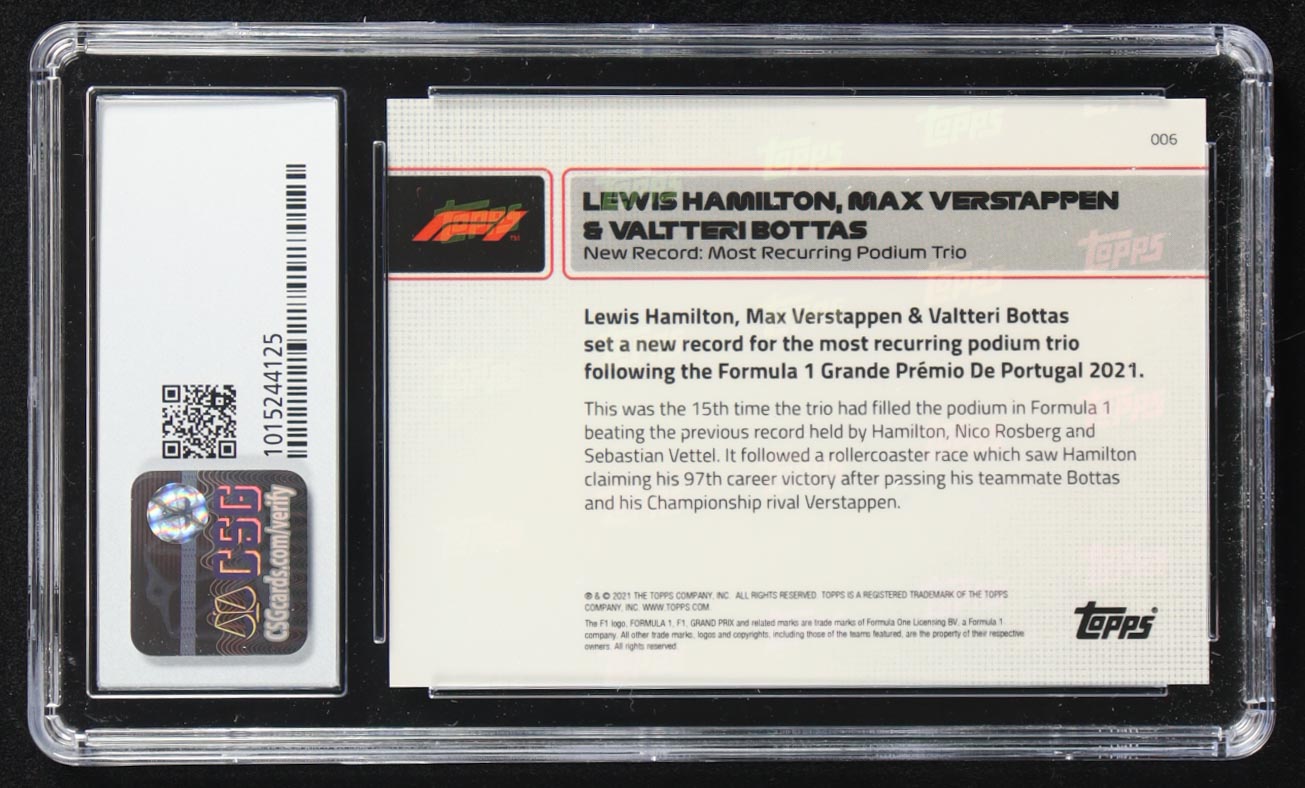 1015244125
CSG
CSGcards.com/verify
006
Topps
TM
LEWIS HAMILTON, MAX VERSTAPPEN
& VALTTERI BOTTAS
New Record: Most Recurring Podium Trio
Lewis Hamilton, Max Verstappen & Valtteri Bottas
set a new record for the most recurring podium trio
following the Formula 1 Grande Prémio De Portugal 2021.
This was the 15th time the trio had filled the podium in Formula 1
beating the previous record held by Hamilton, Nico Rosberg and
Sebastian Vettel. It followed a rollercoaster race which saw Hamilton
claiming his 97th career victory after passing his teammate Bottas
and his Championship rival Verstappen.
® & © 2021 THE TOPPS COMPANY, INC. ALL RIGHTS RESERVED. TOPPS IS A REGISTERED TRADEMARK OF THE TOPPS
COMPANY, INC. WWW.TOPPS.COM
The F1 logo, FORMULA 1, F1, GRAND PRIX and related marks are trade marks of Formula One Licensing BV, a Formula 1
company. All other trade marks, logos and copyrights, including those of the teams featured, are the property of their respective
owners. All rights reserved.
Topps®